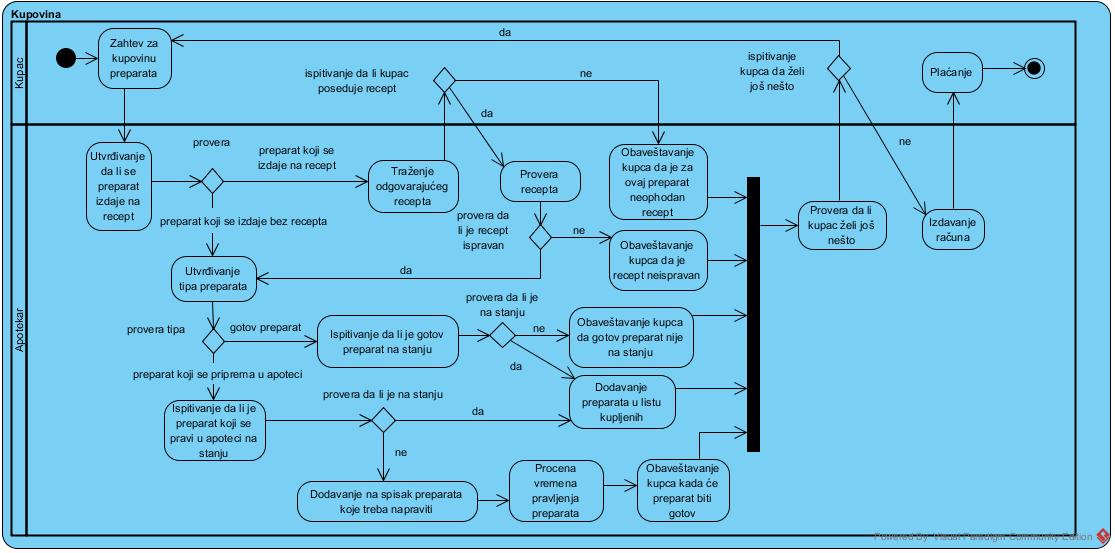 Kupovina
Kupac
Zahtev za
kupovinu
preparata
da
ispitivanje da li kupac
poseduje recept
ne
da
ispitivanje
kupca da želi
još nešto
ne
Plaćanje
Apotekar
Utvrđivanje
da li se
preparat
izdaje na
recept
provera
preparat koji se
izdaje na recept
preparat koji se izdaje bez recepta
Traženje
odgovarajućeg
recepta
Provera
recepta
provera da
li je recept
ispravan
ne
da
Obaveštavanje
kupca da je za
ovaj preparat
neophodan
recept
Obaveštavanje
kupca da je
recept neispravan
Provera da li
kupac želi još
nešto
Izdavanje
računa
Utvrđivanje
tipa preparata
provera tipa
gotov preparat
preparat koji se priprema u apoteci
Ispitivanje da li je gotov
preparat na stanju
provera da li je
na stanju
ne
da
Obaveštavanje kupca
da gotov preparat nije
na stanju
Dodavanje
preparata u listu
kupljenih
Ispitivanje da li je
preparat koji se
pravi u apoteci na
stanju
provera da li je na stanju
da
ne
Dodavanje na spisak preparata
koje treba napraviti
Procena
vremena
pravljenja
preparata
Obaveštavanje
kupca kada će
preparat biti
gotov
Powered By Visual Paradigm Community Edition